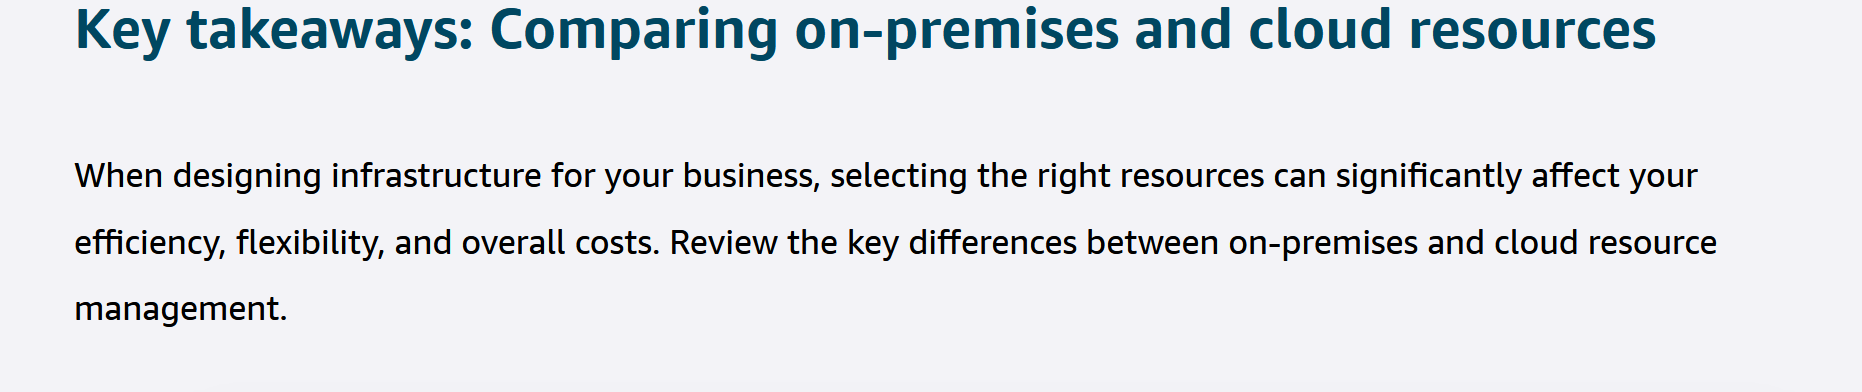 Key takeaways: Comparing on-premises and cloud resources
When designing infrastructure for your business, selecting the right resources can significantly affect your
efficiency, flexibility, and overall costs. Review the key differences between on-premises and cloud resource
management.